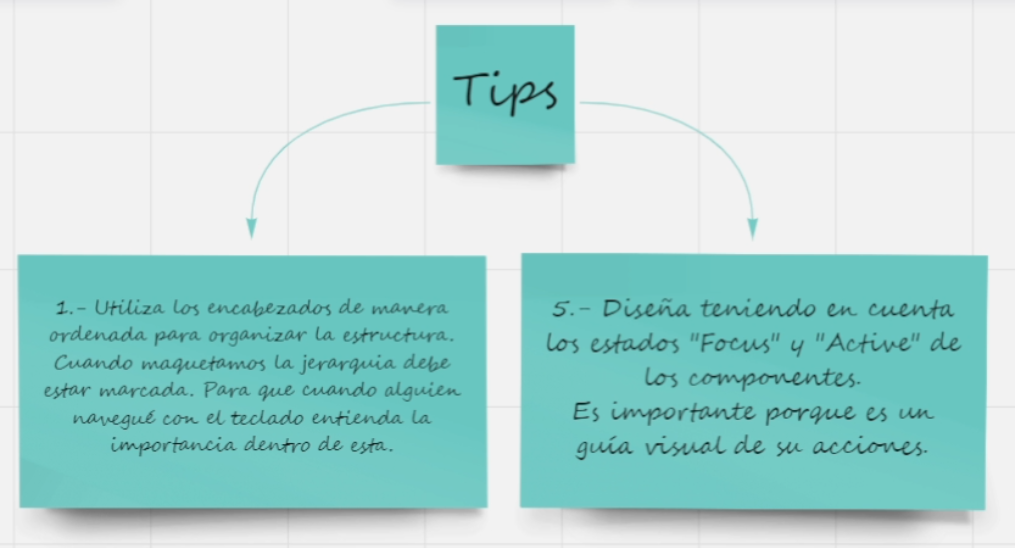 Tips
1.- Utiliza los encabezados de manera
ordenada para organizar la estructura.
Cuando maquetamos la jerarquia debe
estar marcada. Para que cuando alguien
navegué con el teclado entienda la
importancia dentro de esta.
5.- Diseña teniendo en cuenta
los estados "Focus" y "Active" de
los componentes.
Es importante porque es un
guía visual de su acciones.